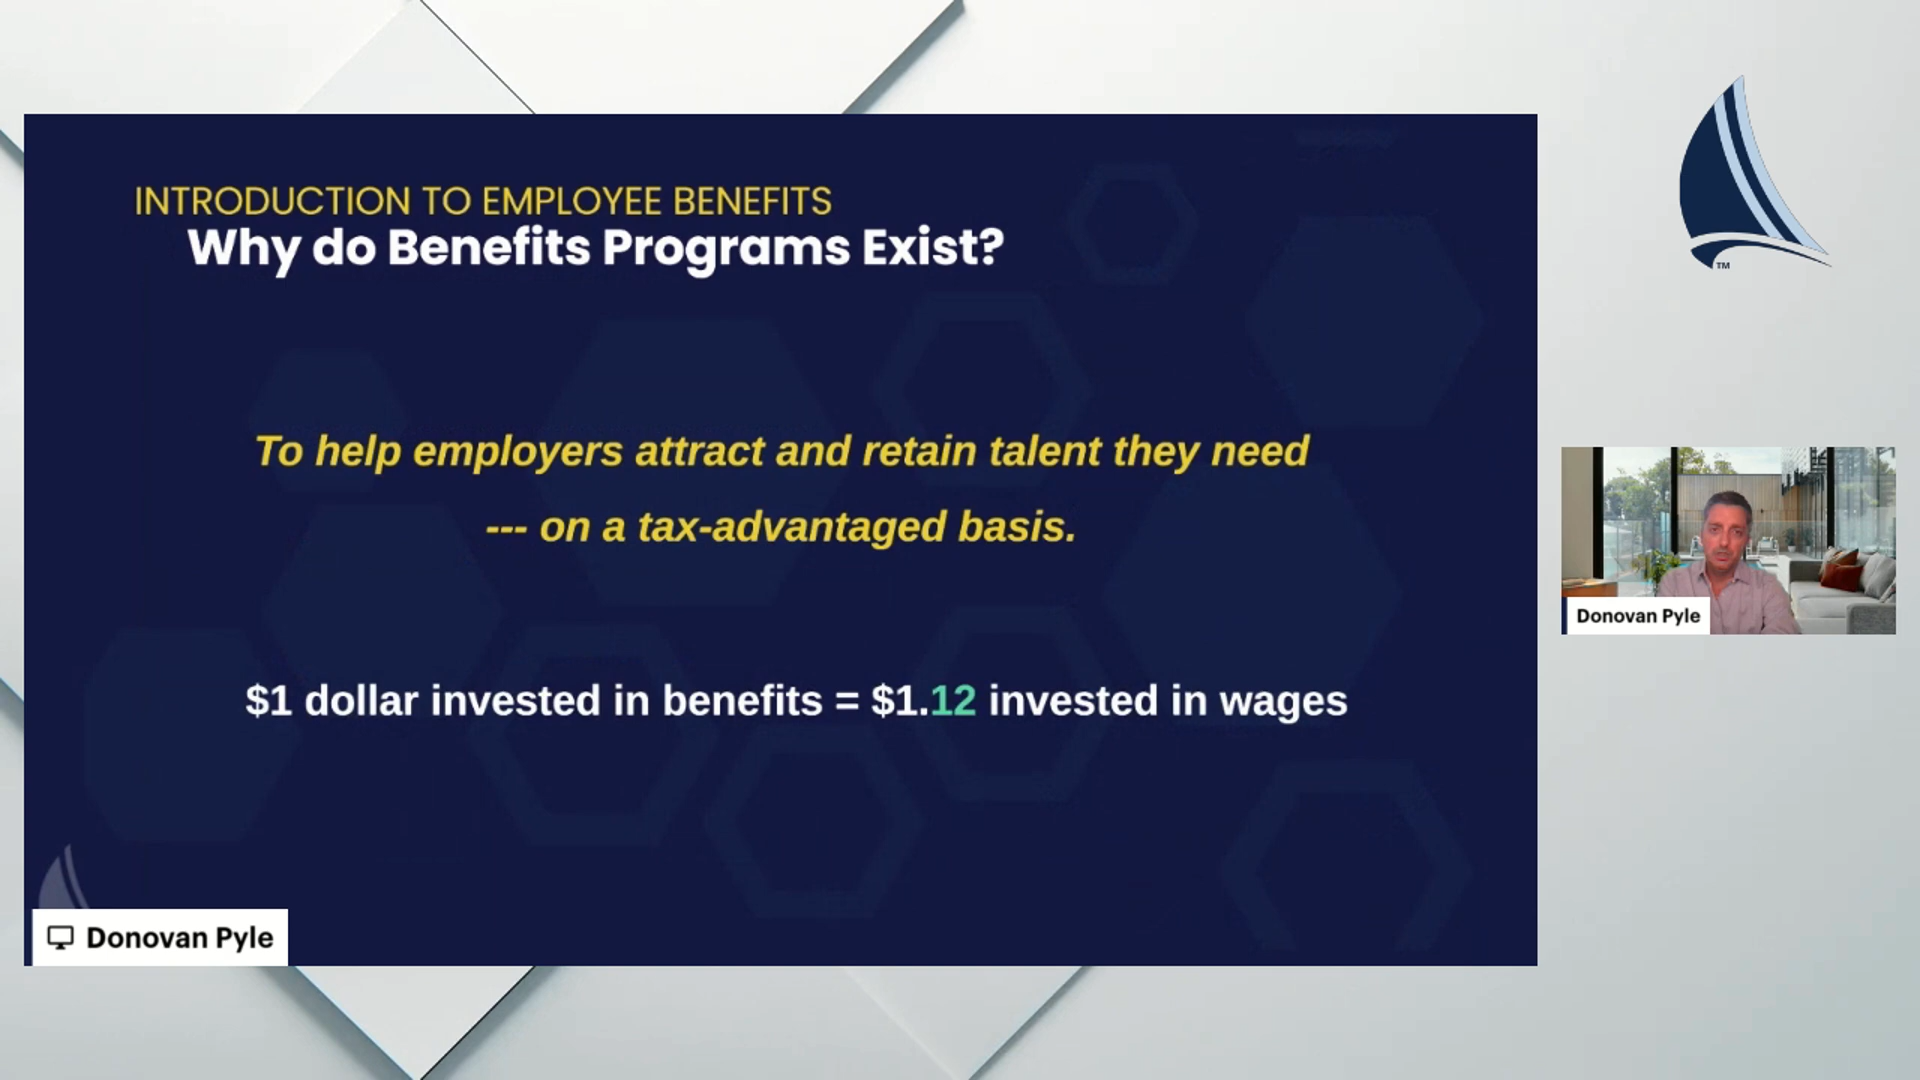 INTRODUCTION TO EMPLOYEE BENEFITS
Why do Benefits Programs Exist?
To help employers attract and retain talent they need
--- on a tax-advantaged basis.
$1 dollar invested in benefits = $1.12 invested in wages
Donovan Pyle
TM
Donovan Pyle